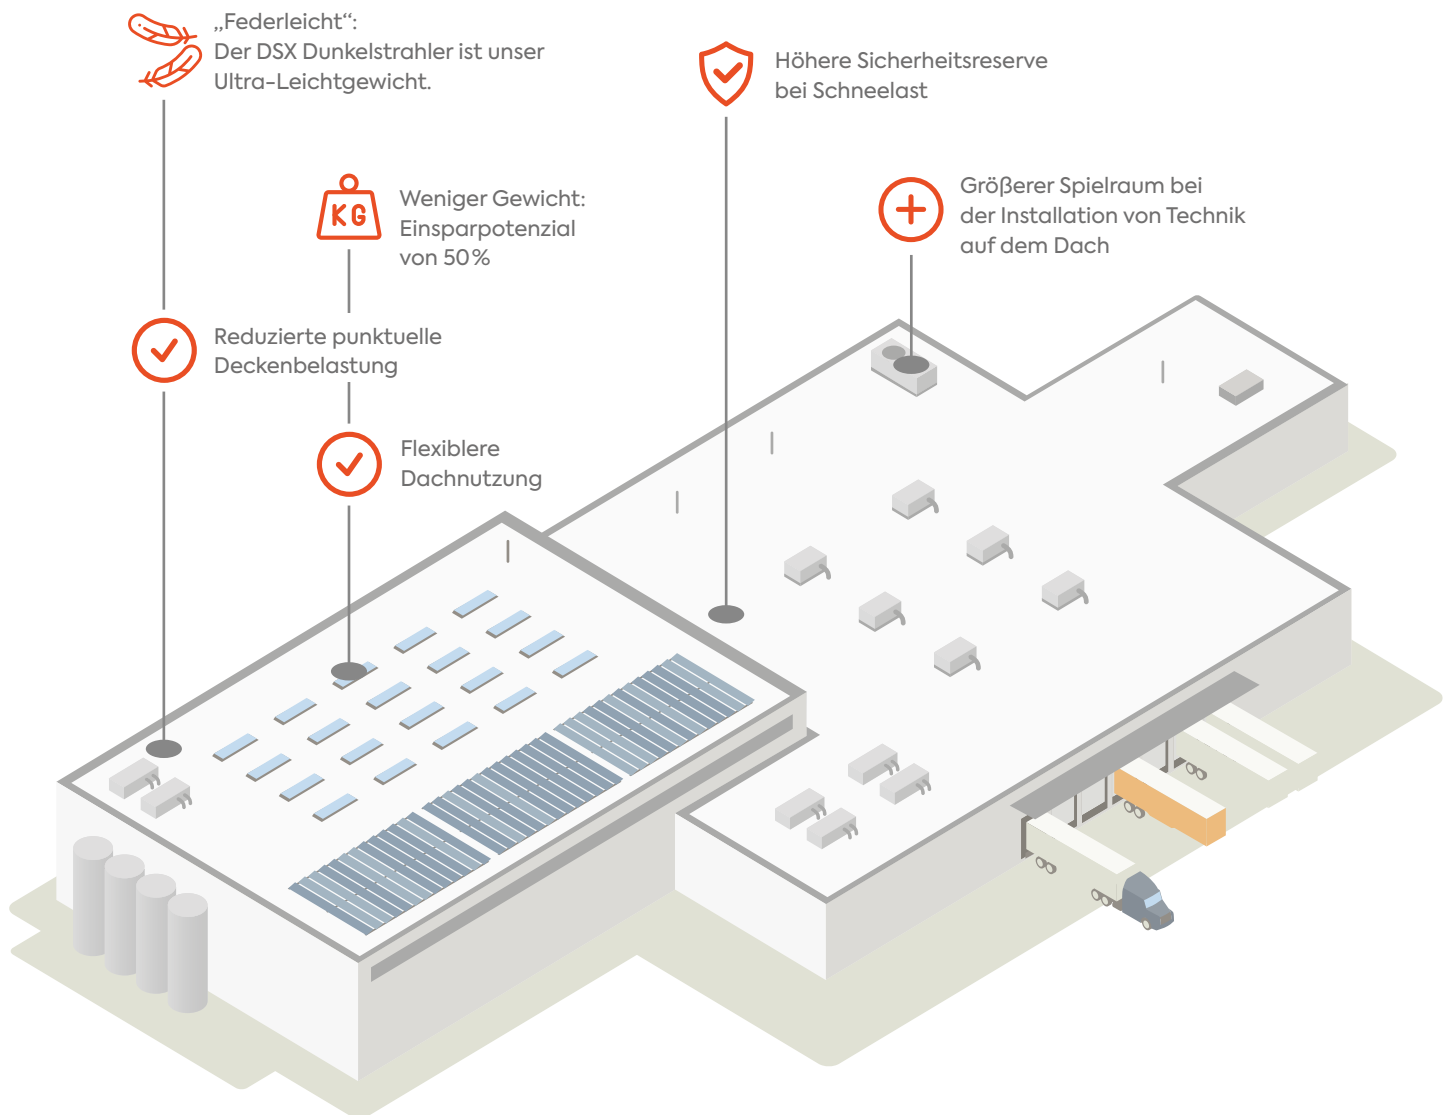 „Federleicht“:
Der DSX Dunkelstrahler ist unser
Ultra-Leichtgewicht.
Höhere Sicherheitsreserve
bei Schneelast
KG
Weniger Gewicht:
Einsparpotenzial
von 50%
Größerer Spielraum bei
der Installation von Technik
auf dem Dach
Reduzierte punktuelle
Deckenbelastung
Flexiblere
Dachnutzung